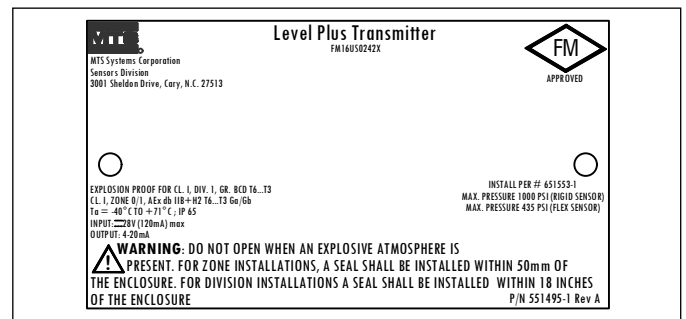 MTS
Level Plus Transmitter
FM16US0242X
FM
APPROVED
MTS Systems Corporation
Sensors Division
3001 Sheldon Drive, Cary, N.C. 27513
EXPLOSION PROOF FOR CL. I, DIV. 1, GR. BCD T6...T3
CL. I, ZONE 0/1, AEx db IIB+H2 T6...T3 Ga/Gb
Ta = -40°C TO +71°C ; IP 65
INPUT:⎓28V (120mA) max
OUTPUT: 4-20mA
INSTALL PER # 651553-1
MAX. PRESSURE 1000 PSI (RIGID SENSOR)
MAX. PRESSURE 435 PSI (FLEX SENSOR)
WARNING: DO NOT OPEN WHEN AN EXPLOSIVE ATMOSPHERE IS
PRESENT. FOR ZONE INSTALLATIONS, A SEAL SHALL BE INSTALLED WITHIN 50mm OF
THE ENCLOSURE. FOR DIVISION INSTALLATIONS A SEAL SHALL BE INSTALLED WITHIN 18 INCHES
OF THE ENCLOSURE
P/N 551495-1 Rev A